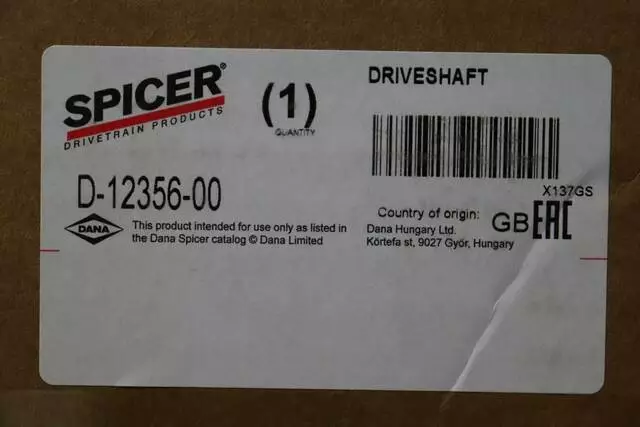 SPICER®
DRIVETRAIN PRODUCTS
(1)
QUANTITY
DRIVESHAFT
X137GS
D-12356-00
DANA
This product intended for use only as listed in
the Dana Spicer catalog © Dana Limited
Country of origin: GB
Dana Hungary Ltd.
Körtefa st, 9027 Győr, Hungary
EAC